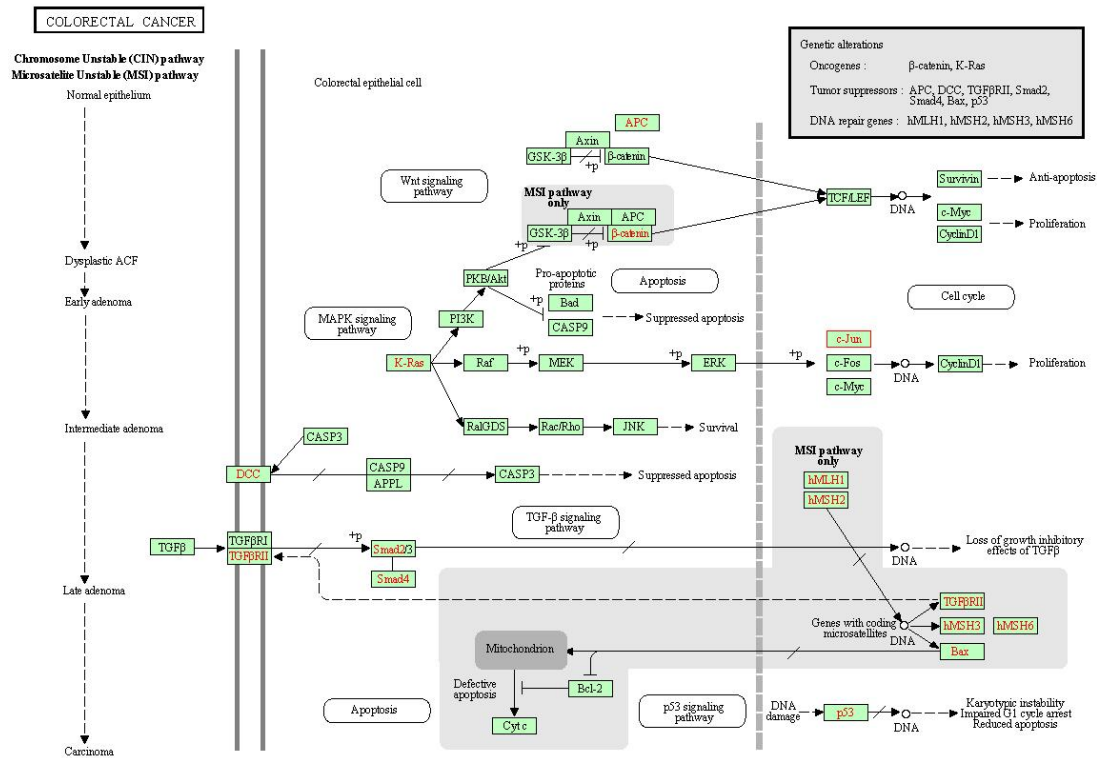 COLORECTAL CANCER
Chromosome Unstable (CIN) pathway
Microsatelite Unstable (MSI) pathway
Normal epithelium
Dysplastic ACF
Early adenoma
Intermediate adenoma
Late adenoma
Carcinoma
Colorectal epithelial cell
Genetic alterations
Oncogenes : β-catenin, K-Ras
Tumor suppressors : APC, DCC, TGFβRII, Smad2,
Smad4, Bax, p53
DNA repair genes : hMLH1, hMSH2, hMSH3, hMSH6
APC
Axin
GSK-3β
β-catenin
+p
Wnt signaling
pathway
MSI pathway
only
Axin
APC
GSK-3β
β-catenin
+p
+p
TCF/LEF
DNA
Survivin
Anti-apoptosis
c-Myc
CyclinD1
Proliferation
PKB/Akt
Pro-apoptotic
proteins
Apoptosis
+p
Bad
CASP9
Suppressed apoptosis
Cell cycle
MAPK signaling
pathway
PI3K
K-Ras
Raf
+p
MEK
+p
ERK
+p
c-Jun
c-Fos
c-Myc
DNA
CyclinD1
Proliferation
RalGDS
Rac/Rho
JNK
Survival
CASP3
DCC
CASP9
APPL
CASP3
Suppressed apoptosis
MSI pathway
only
hMLH1
hMSH2
TGF-β signaling
pathway
TGFβ
TGFβRI
TGFβRII
+p
Smad2/3
Smad4
DNA
Loss of growth inhibitory
effects of TGFβ
Genes with coding
microsatellites
DNA
TGFβRII
hMSH3
hMSH6
Bax
Mitochondrion
Defective
apoptosis
Bcl-2
Cyt c
Apoptosis
p53 signaling
pathway
DNA
damage
p53
DNA
Karyotypic instability
Impaired G1 cycle arrest
Reduced apoptosis